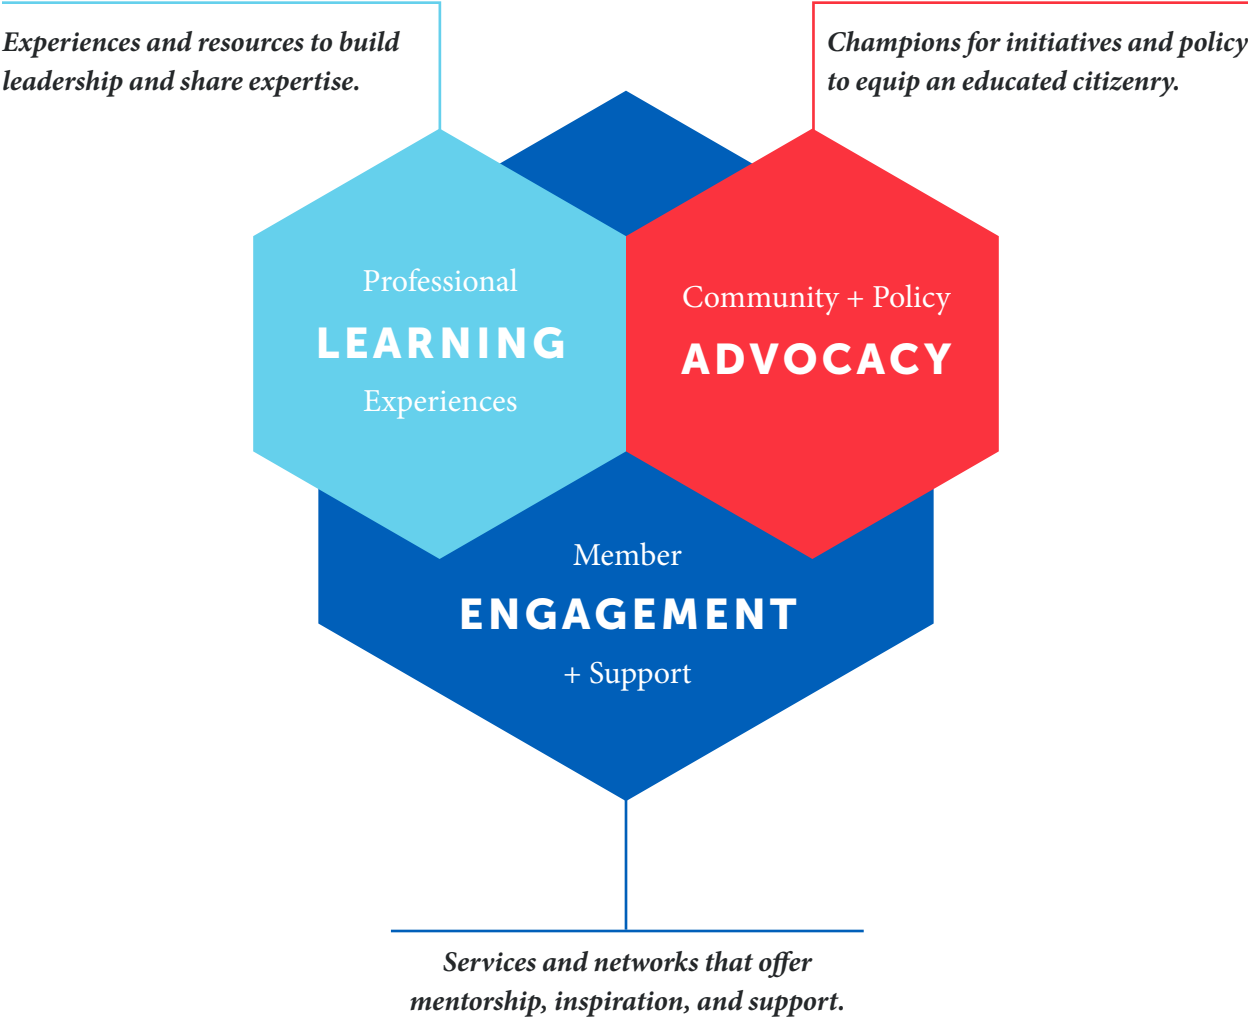 Experiences and resources to build
leadership and share expertise.
Champions for initiatives and policy
to equip an educated citizenry.
Professional
LEARNING
Experiences
Community + Policy
ADVOCACY
Member
ENGAGEMENT
+ Support
Services and networks that offer
mentorship, inspiration, and support.